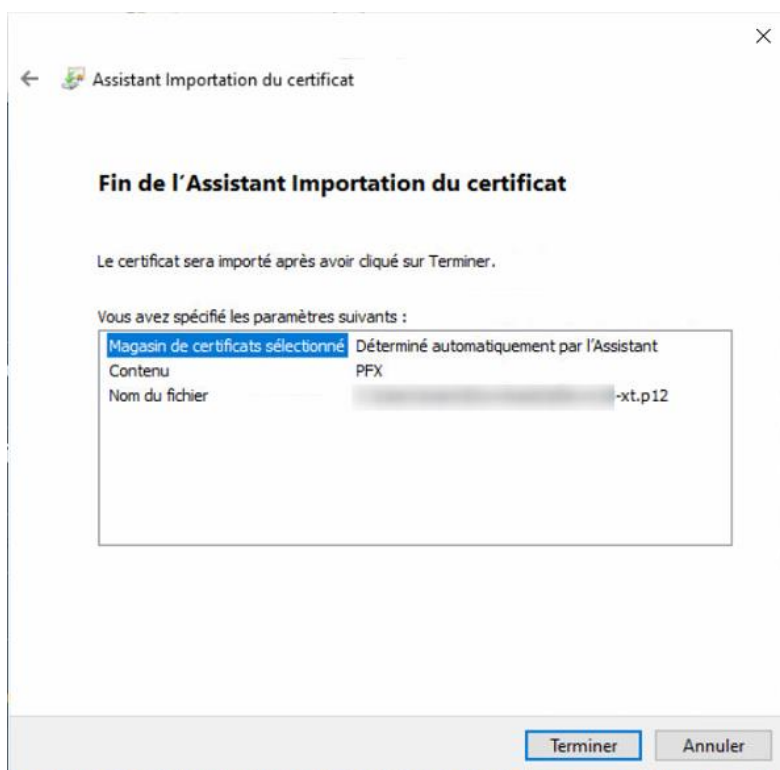 Assistant Importation du certificat
Fin de l´Assistant Importation du certificat
Le certificat sera importé après avoir cliqué sur Terminer.
Vous avez spécifié les paramètres suivants :
Magasin de certificats sélectionné Déterminé automatiquement par l´Assistant
Contenu PFX
Nom du fichier -xt.p12
Terminer Annuler